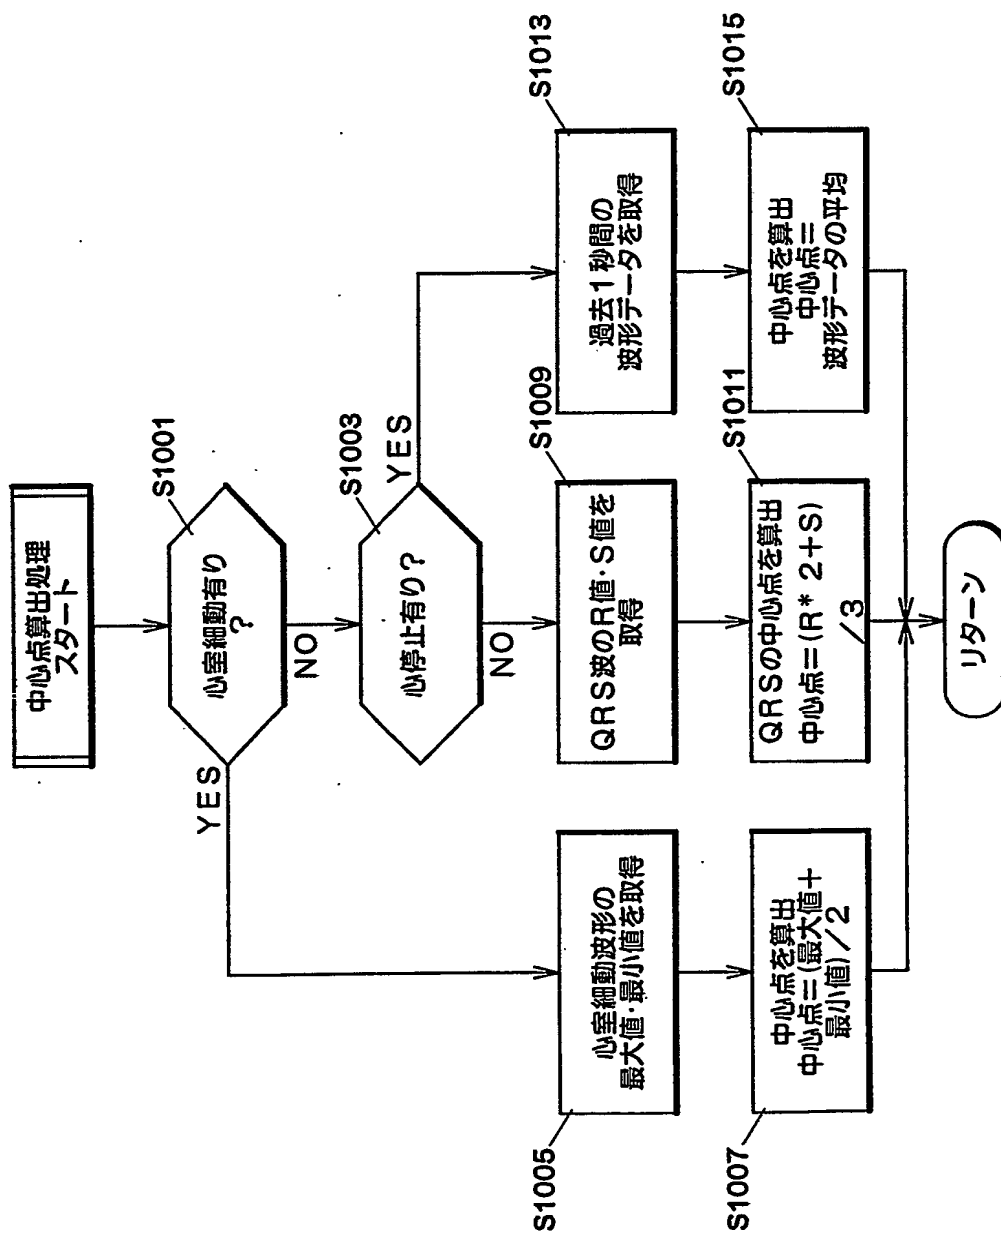 中心点算出処理
スタート
S1001
心室細動有り
?
YES
NO
S1003
心停止有り?
YES
NO
S1005
心室細動波形の
最大値・最小値を取得
S1009
QRS波のR値・S値を
取得
S1013
過去1秒間の
波形データを取得
S1007
中心点を算出
中心点=(最大値+
最小値)/2
S1011
QRSの中心点を算出
中心点=(R*2+S)
/3
S1015
中心点を算出
中心点=
波形データの平均
リターン